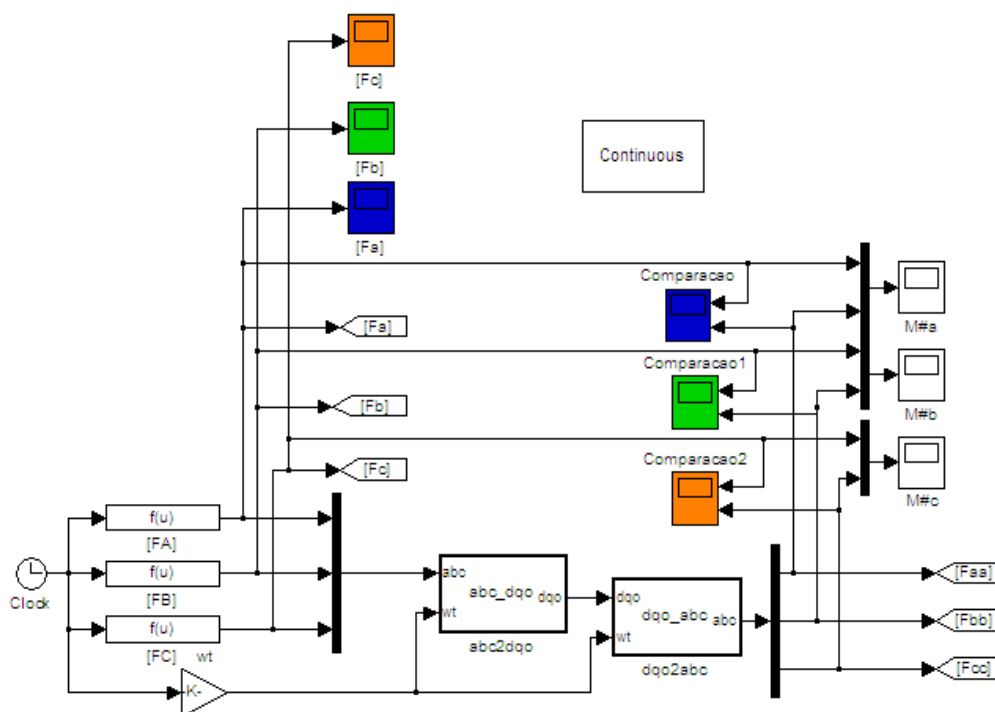 [Fc]
[Fb]
Continuous
[Fa]
Comparacao
M#a
[Fa]
Comparacao1
M#b
[Fb]
Comparacao2
[Fc]
M#c
f(u)
[FA]
Clock
f(u)
[FB]
abc
abc_dqo
dqo
wt
abc2dqo
dqo
dqo_abc
abc
wt
dqo2abc
[Faa]
[Fbb]
[Fcc]
f(u)
[FC]
wt
K-